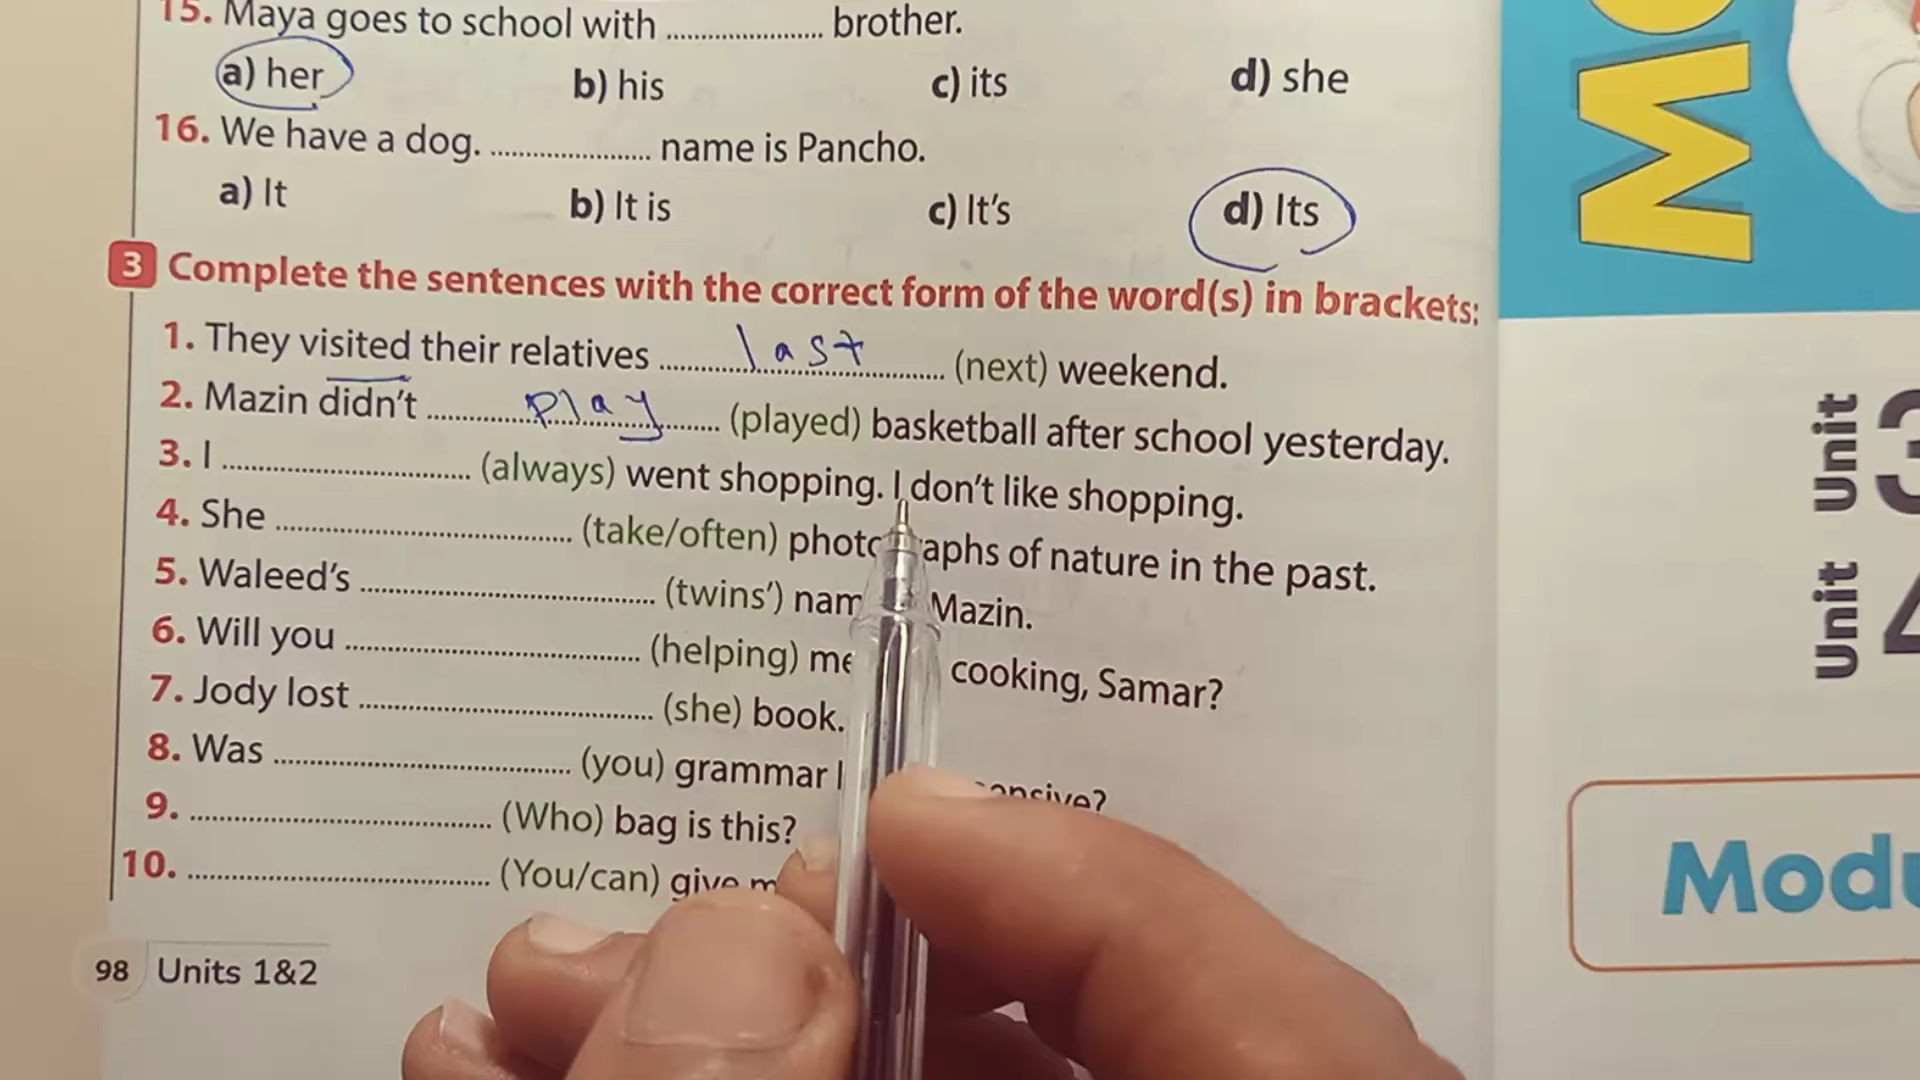 15. Maya goes to school with ........................ brother.
a) her b) his c) its d) she
16. We have a dog. ........................ name is Pancho.
a) It b) It is c) It's d) Its
3 Complete the sentences with the correct form of the word(s) in brackets:
1. They visited their relatives ........last........ (next) weekend.
2. Mazin didn't ........play........ (played) basketball after school yesterday.
3. I ........................ (always) went shopping. I don't like shopping.
4. She ........................ (take/often) photographs of nature in the past.
5. Waleed's ........................ (twins') Mazin.
6. Will you ........................ (helping) cooking, Samar?
7. Jody lost ........................ (she) book.
8. Was ........................ (you) grammar
9. ........................ (Who) bag is this?
10. ........................ (You/can) give
98 Units 1&2
Unit 3
Unit